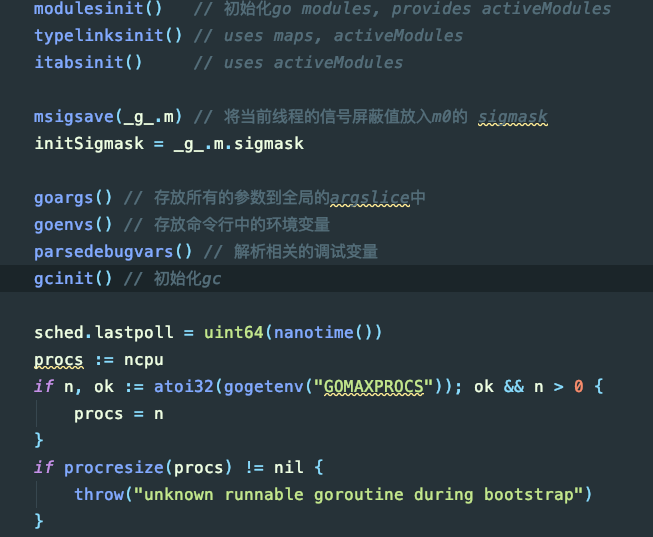 modulesinit()   // 初始化go modules, provides activeModules
typelinksinit() // uses maps, activeModules
itabsinit()     // uses activeModules
msigsave(_g_.m) // 将当前线程的信号屏蔽值放入m0的 sigmask
initSigmask = _g_.m.sigmask
goargs() // 存放所有的参数到全局的argslice中
goenvs() // 存放命令行中的环境变量
parsedebugvars() // 解析相关的调试变量
gcinit() // 初始化gc
sched.lastpoll = uint64(nanotime())
procs := ncpu
if n, ok := atoi32(gogetenv("GOMAXPROCS")); ok && n > 0 {
    procs = n
}
if procresize(procs) != nil {
    throw("unknown runnable goroutine during bootstrap")
}